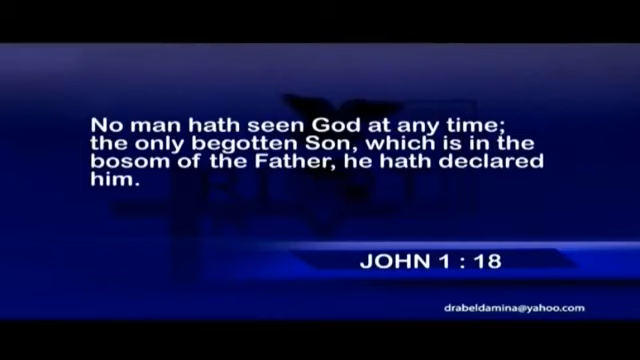 No man hath seen God at any time;
the only begotten Son, which is in the
bosom of the Father, he hath declared
him.
JOHN 1 : 18
drabeldamina@yahoo.com